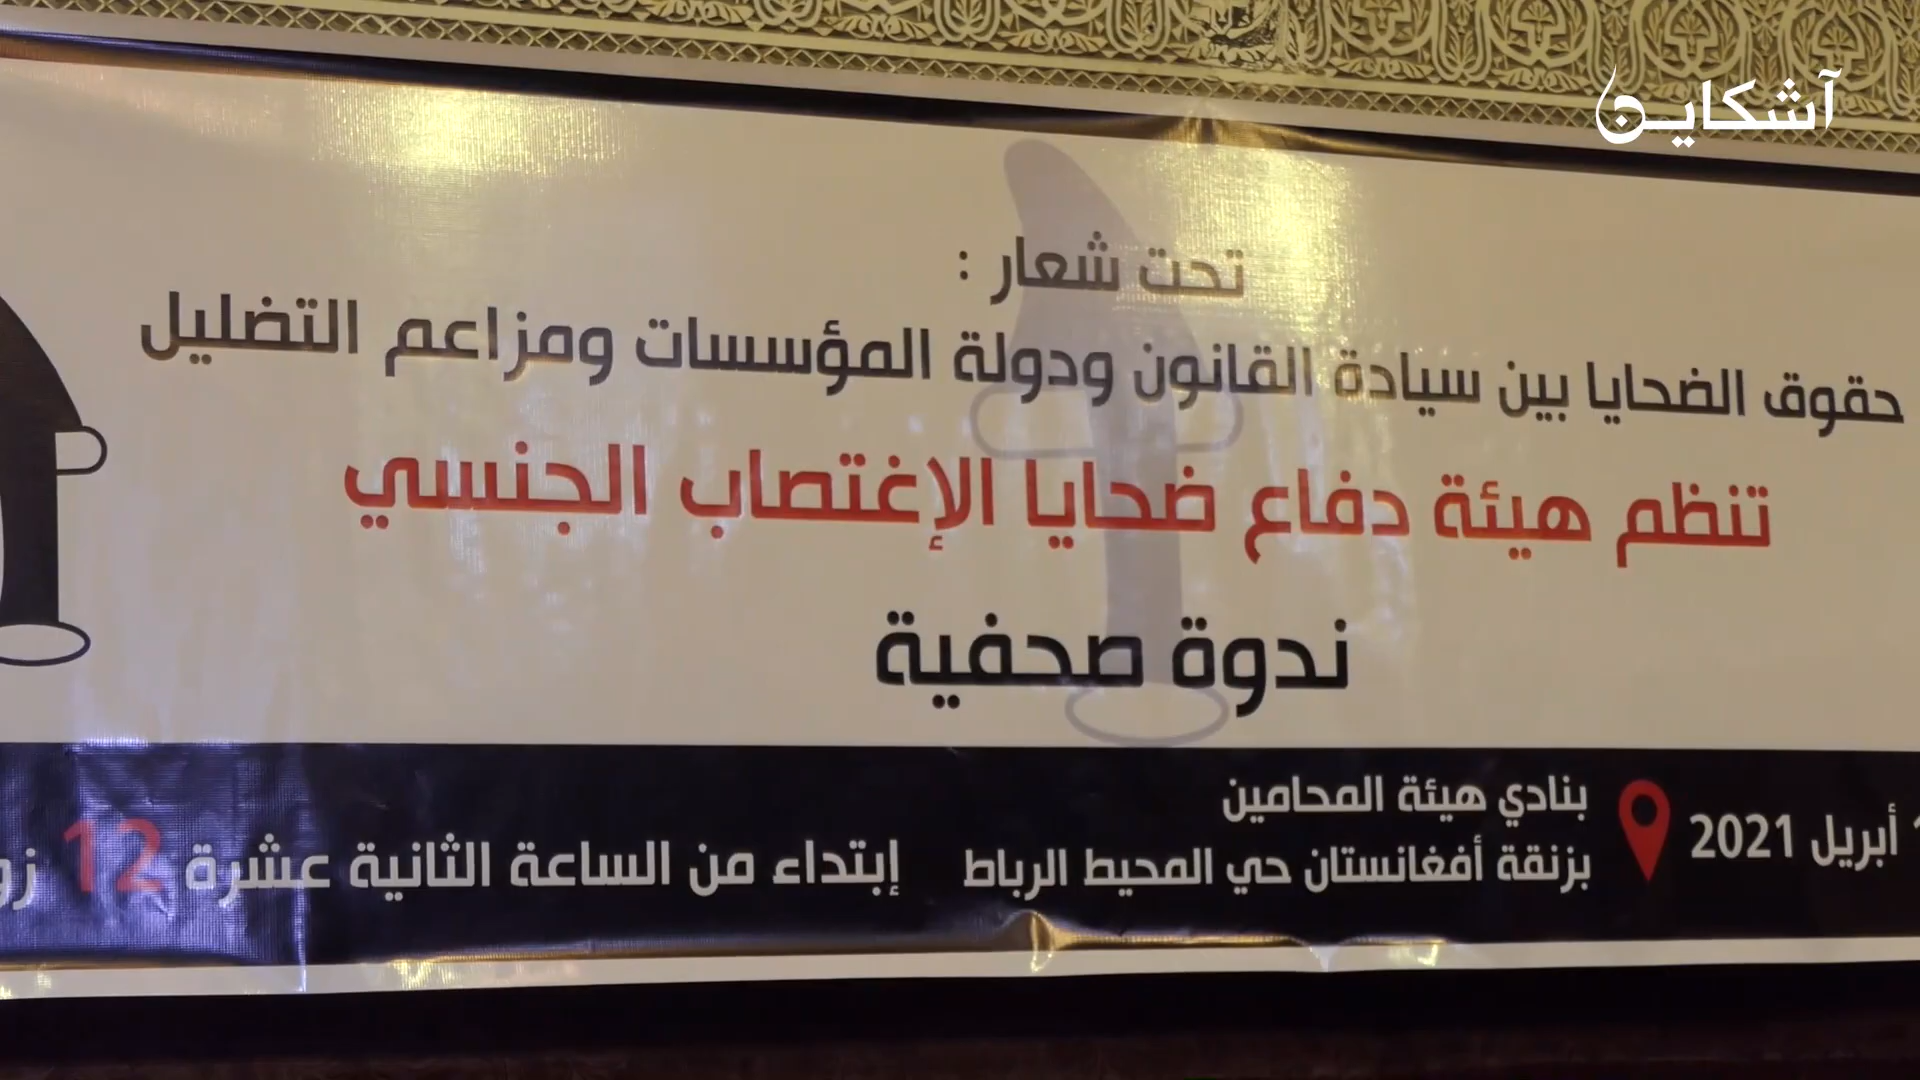 آشكاين
تحت شعار :
حقوق الضحايا بين سيادة القانون ودولة المؤسسات ومزاعم التضليل
تنظم هيئة دفاع ضحايا الإغتصاب الجنسي
ندوة صحفية
أبريل 2021
بنادي هيئة المحامين
بزنقة أفغانستان حي المحيط الرباط
إبتداء من الساعة الثانية عشرة 12